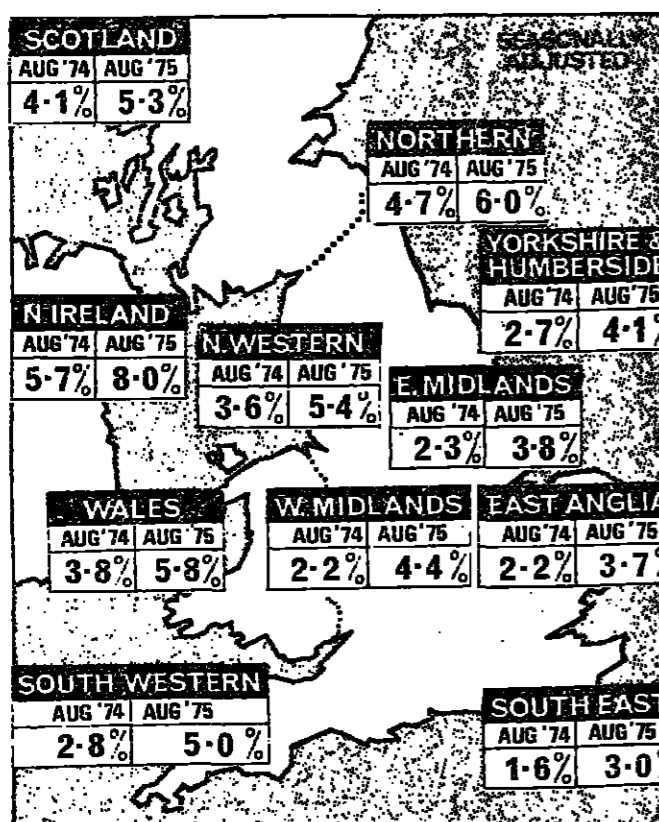 SCOTLAND
AUG '74 AUG '75
4·1% 5·3%
SEASONALLY
ADJUSTED
NORTHERN
AUG '74 AUG '75
4·7% 6·0%
YORKSHIRE &
HUMBERSIDE
AUG '74 AUG '75
2·7% 4·1%
N.IRELAND
AUG '74 AUG '75
5·7% 8·0%
N.WESTERN
AUG '74 AUG '75
3·6% 5·4%
E.MIDLANDS
AUG '74 AUG '75
2·3% 3·8%
WALES
AUG '74 AUG '75
3·8% 5·8%
W.MIDLANDS
AUG '74 AUG '75
2·2% 4·4%
EAST ANGLIA
AUG '74 AUG '75
2·2% 3·7%
SOUTH WESTERN
AUG '74 AUG '75
2·8% 5·0%
SOUTH EAST
AUG '74 AUG '75
1·6% 3·0